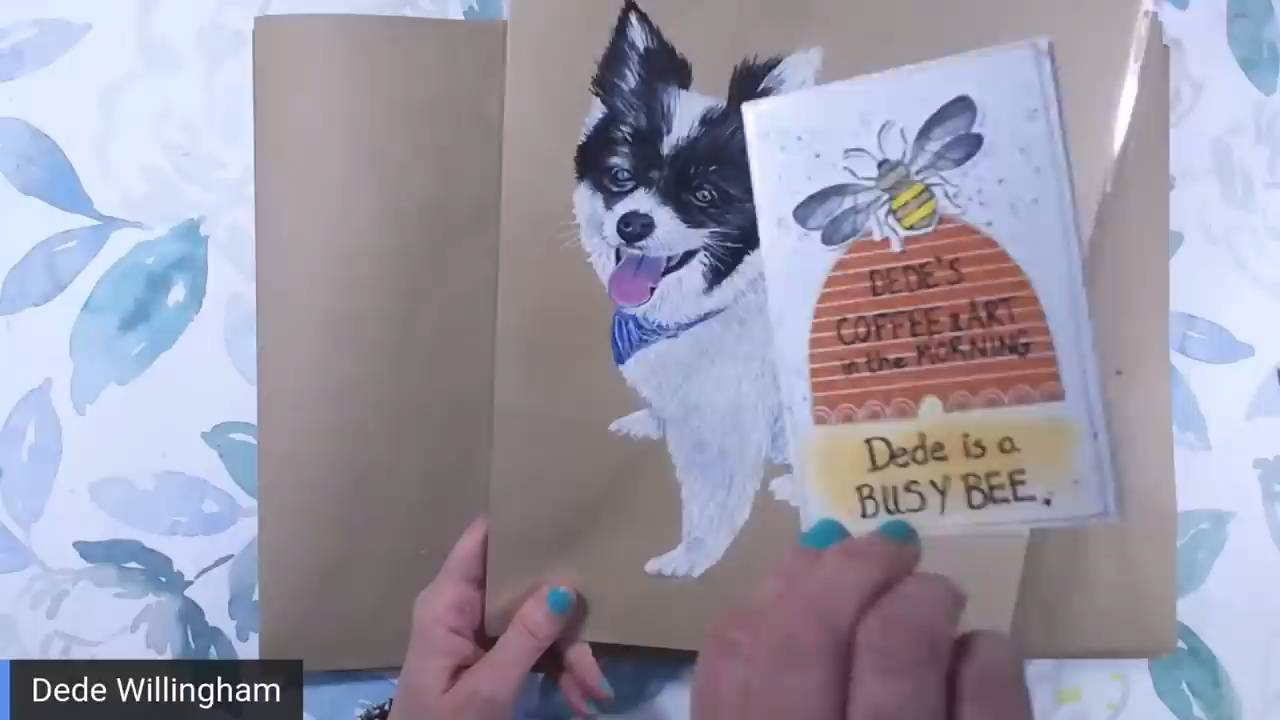 DEDE'S
COFFEE & ART
in the MORNING
Dede is a
BUSY BEE.
Dede Willingham